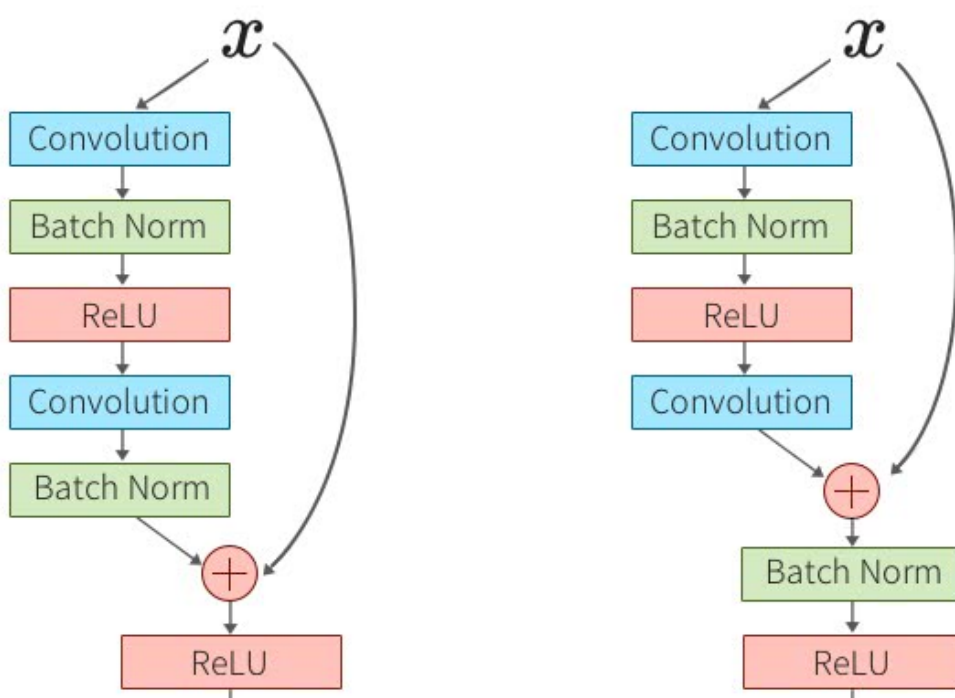 x
Convolution
Batch Norm
ReLU
Convolution
Batch Norm
+
ReLU
x
Convolution
Batch Norm
ReLU
Convolution
+
Batch Norm
ReLU